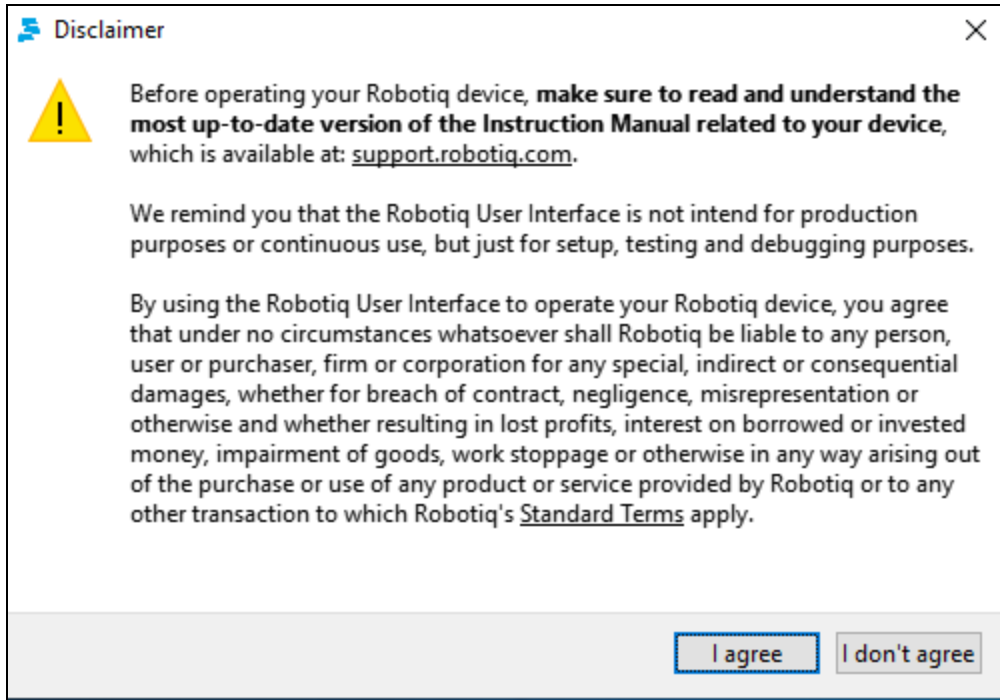 Disclaimer
Before operating your Robotiq device, make sure to read and understand the
most up-to-date version of the Instruction Manual related to your device,
which is available at: support.robotiq.com.
We remind you that the Robotiq User Interface is not intend for production
purposes or continuous use, but just for setup, testing and debugging purposes.
By using the Robotiq User Interface to operate your Robotiq device, you agree
that under no circumstances whatsoever shall Robotiq be liable to any person,
user or purchaser, firm or corporation for any special, indirect or consequential
damages, whether for breach of contract, negligence, misrepresentation or
otherwise and whether resulting in lost profits, interest on borrowed or invested
money, impairment of goods, work stoppage or otherwise in any way arising out
of the purchase or use of any product or service provided by Robotiq or to any
other transaction to which Robotiq's Standard Terms apply.
I agree
I don't agree